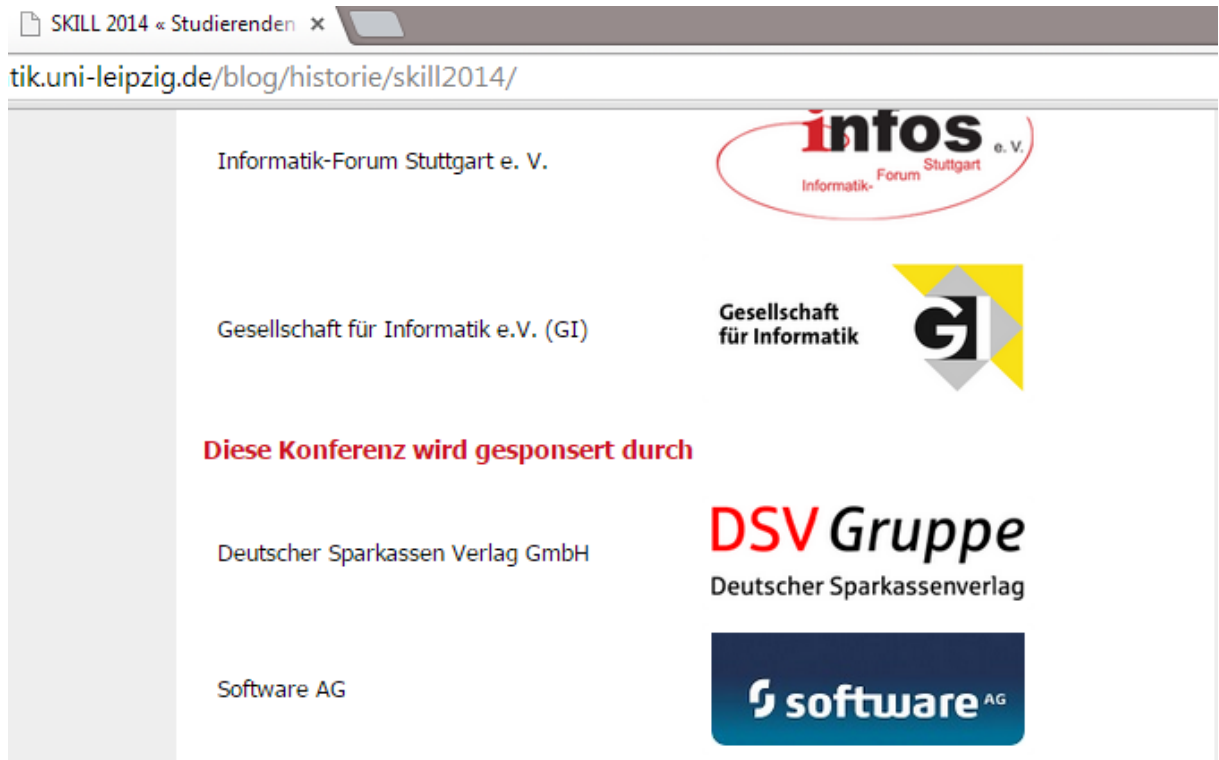 SKILL 2014 « Studierenden
tik.uni-leipzig.de/blog/historie/skill2014/
Informatik-Forum Stuttgart e. V.
infos e. V.
Informatik- Forum Stuttgart
Gesellschaft für Informatik e.V. (GI)
Gesellschaft
für Informatik
GI
Diese Konferenz wird gesponsert durch
Deutscher Sparkassen Verlag GmbH
DSV Gruppe
Deutscher Sparkassenverlag
Software AG
software AG